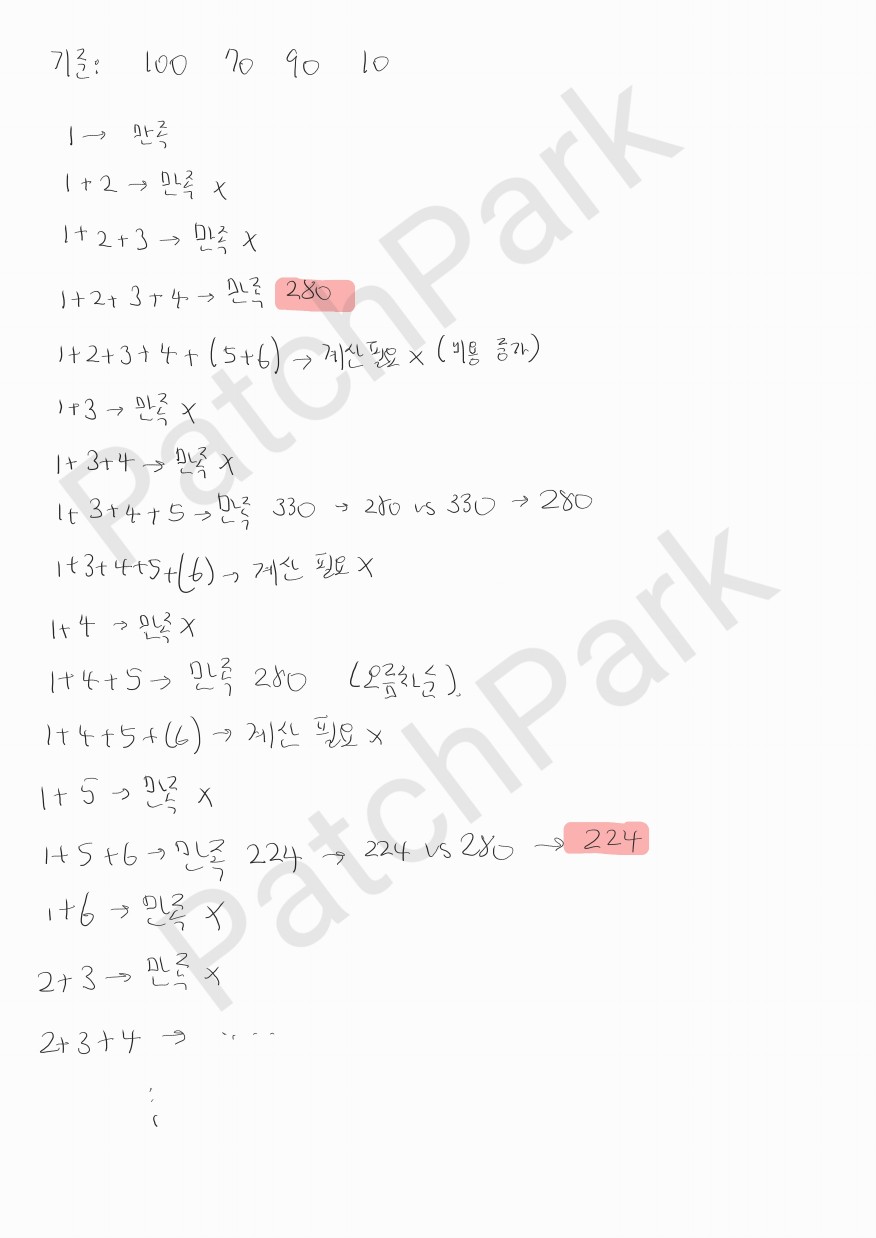 기준: 100 70 90 10
1 → 만족
1+2 → 만족 X
1+2+3 → 만족 X
1+2+3+4 → 만족 280
1+2+3+4+(5+6) → 계산필요 X (비용 증가)
1+3 → 만족 X
1+3+4 → 만족 X
1+3+4+5 → 만족 330 → 280 vs 330 → 280
1+3+4+5+(6) → 계산 필요 X
1+4 → 만족 X
1+4+5 → 만족 280 (오름차순).
1+4+5+(6) → 계산 필요 X
1+5 → 만족 X
1+5+6 → 만족 224 → 224 vs 280 → 224
1+6 → 만족 X
2+3 → 만족 X
2+3+4 → ....
:
PatchPark
PatchPark